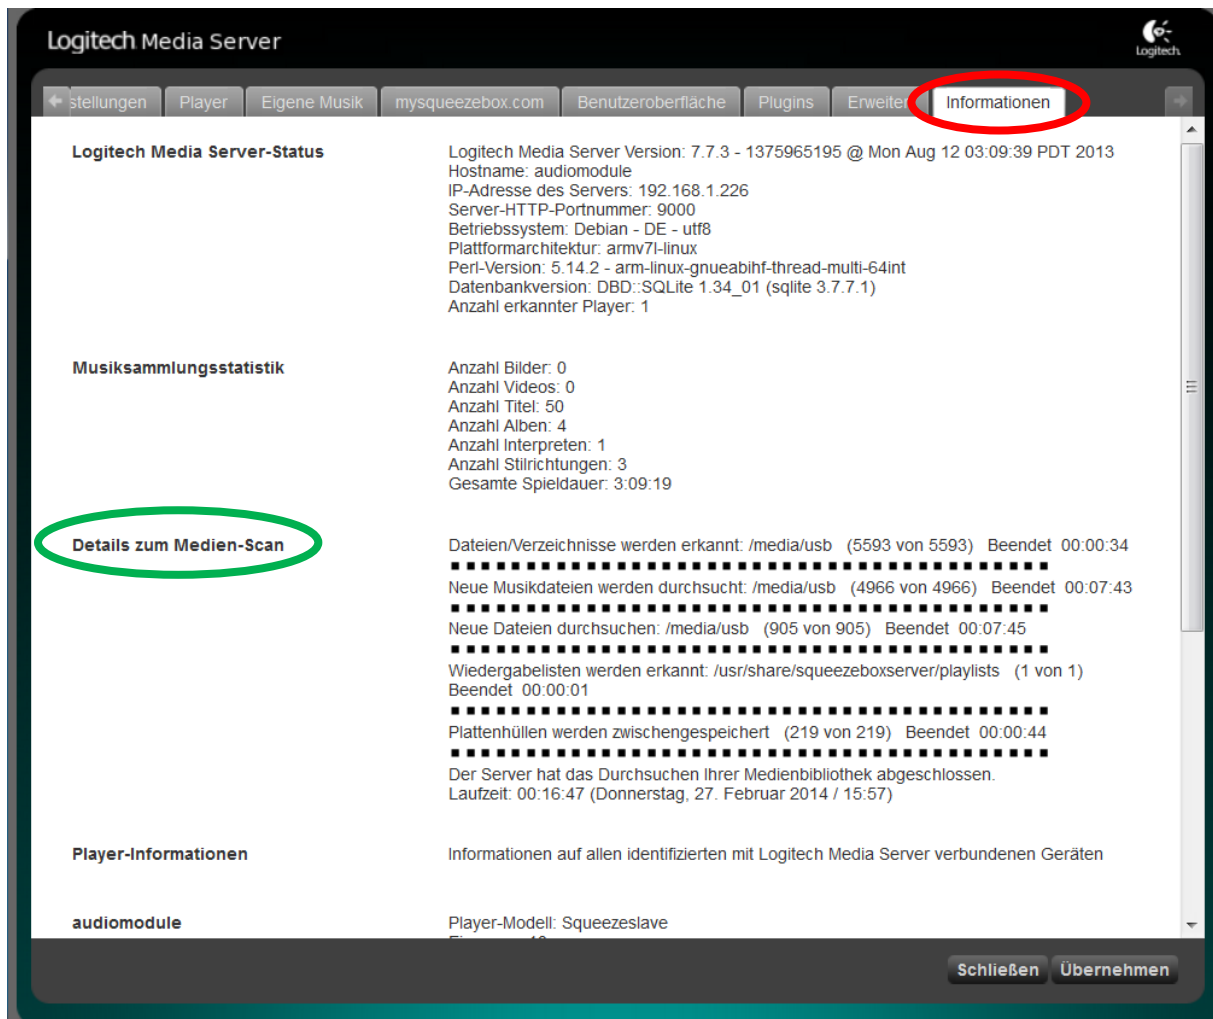 Logitech Media Server
Logitech
stellungen Player Eigene Musik mysqueezebox.com Benutzeroberfläche Plugins Erweiter Informationen
Logitech Media Server-Status
Logitech Media Server Version: 7.7.3 - 1375965195 @ Mon Aug 12 03:09:39 PDT 2013
Hostname: audiomodule
IP-Adresse des Servers: 192.168.1.226
Server-HTTP-Portnummer: 9000
Betriebssystem: Debian - DE - utf8
Plattformarchitektur: armv7l-linux
Perl-Version: 5.14.2 - arm-linux-gnueabihf-thread-multi-64int
Datenbankversion: DBD::SQLite 1.34_01 (sqlite 3.7.7.1)
Anzahl erkannter Player: 1
Musiksammlungsstatistik
Anzahl Bilder: 0
Anzahl Videos: 0
Anzahl Titel: 50
Anzahl Alben: 4
Anzahl Interpreten: 1
Anzahl Stilrichtungen: 3
Gesamte Spieldauer: 3:09:19
Details zum Medien-Scan
Dateien/Verzeichnisse werden erkannt: /media/usb (5593 von 5593) Beendet 00:00:34
Neue Musikdateien werden durchsucht: /media/usb (4966 von 4966) Beendet 00:07:43
Neue Dateien durchsuchen: /media/usb (905 von 905) Beendet 00:07:45
Wiedergabelisten werden erkannt: /usr/share/squeezeboxserver/playlists (1 von 1)
Beendet 00:00:01
Plattenhüllen werden zwischengespeichert (219 von 219) Beendet 00:00:44
Der Server hat das Durchsuchen Ihrer Medienbibliothek abgeschlossen.
Laufzeit: 00:16:47 (Donnerstag, 27. Februar 2014 / 15:57)
Player-Informationen
Informationen auf allen identifizierten mit Logitech Media Server verbundenen Geräten
audiomodule
Player-Modell: Squeezeslave
Schließen Übernehmen